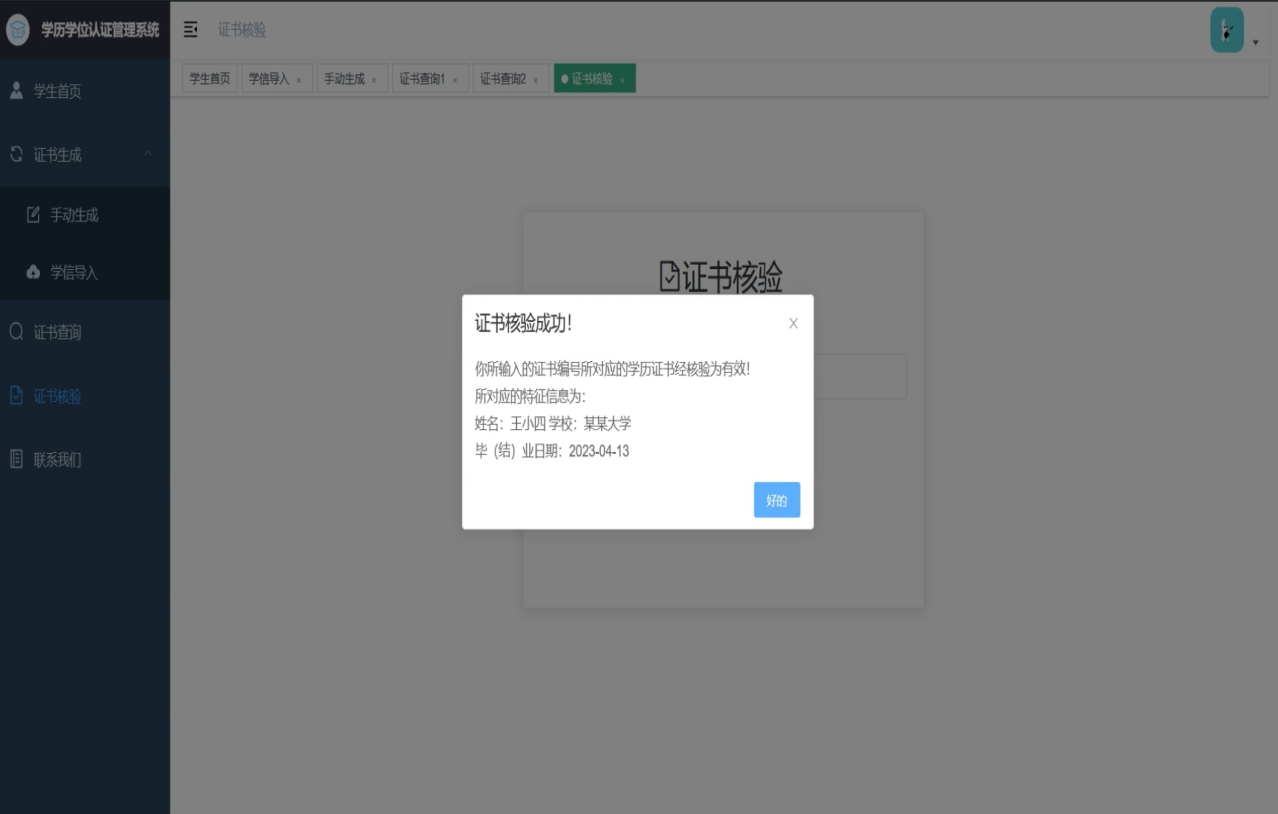 学历学位认证管理系统
证书核验
学生首页
学信导入 ×
手动生成 ×
证书查询1 ×
证书查询2 ×
证书核验 ×
学生首页
证书生成
手动生成
学信导入
证书查询
证书核验
联系我们
证书核验
证书核验成功!
你所输入的证书编号所对应的学历证书经核验为有效!
所对应的特征信息为:
姓名：王小四 学校：某某大学
毕（结）业日期：2023-04-13
好的